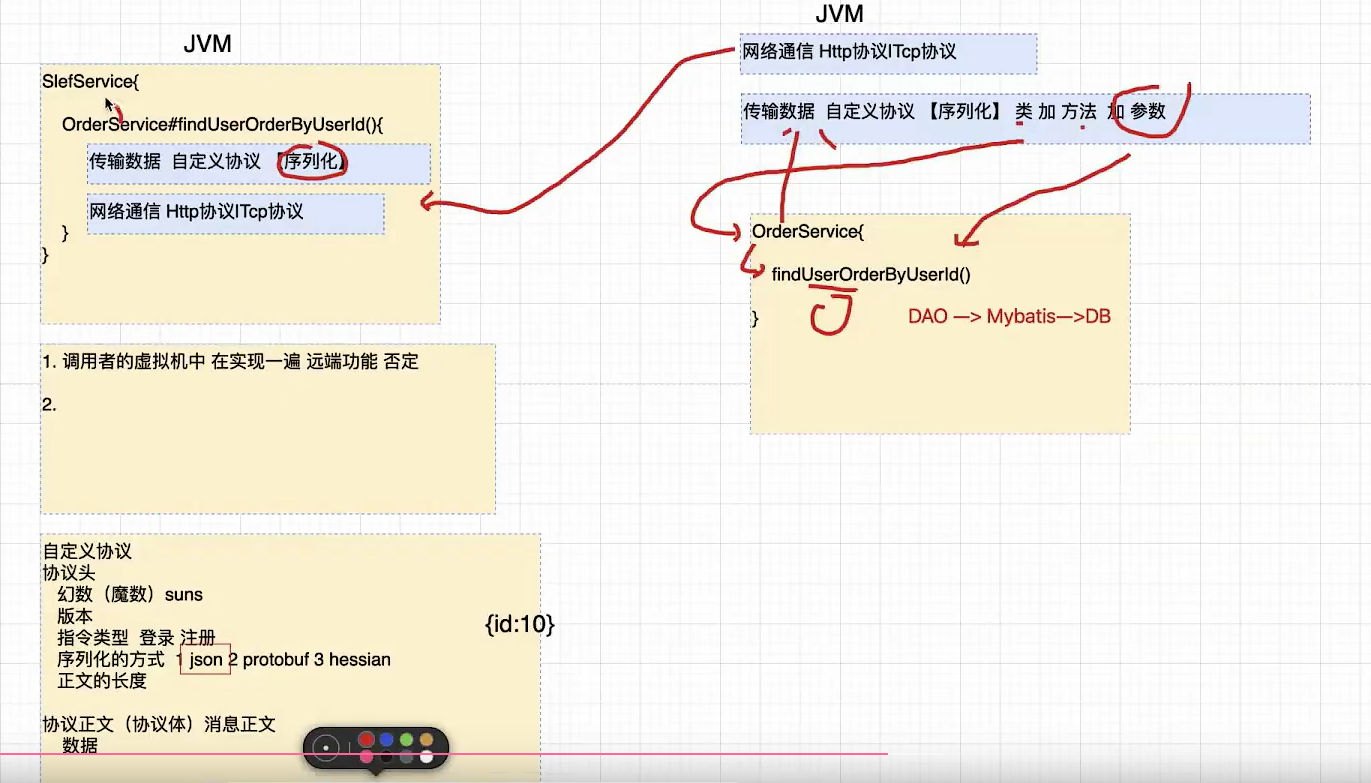 JVM
SlefService{
OrderService#findUserOrderByUserId(){
传输数据 自定义协议 【序列化】
网络通信 Http协议ITcp协议
}
}
1. 调用者的虚拟机中 在实现一遍 远端功能 否定
2.
自定义协议
协议头
幻数（魔数）suns
版本
指令类型 登录 注册
序列化的方式 1 json 2 protobuf 3 hessian
正文的长度
协议正文（协议体）消息正文
数据
{id:10}
JVM
网络通信 Http协议ITcp协议
传输数据 自定义协议 【序列化】 类 加 方法 加 参数
OrderService{
findUserOrderByUserId()
}
DAO —> Mybatis—>DB